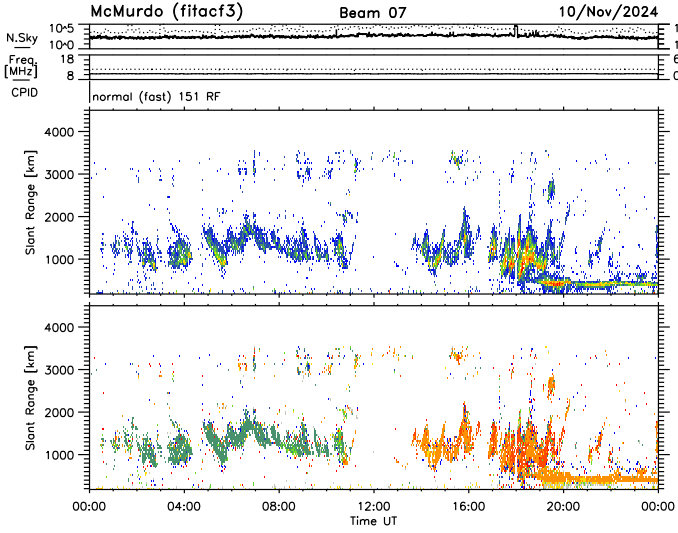 McMurdo (fitacf3) Beam 07 10/Nov/2024
N.Sky 10^5 10^0 1 1
Freq. [MHz] 18 8 6 0
CPID normal (fast) 151 RF
Slant Range [km] 4000 3000 2000 1000
Slant Range [km] 4000 3000 2000 1000
00:00 04:00 08:00 12:00 16:00 20:00 00:00
Time UT